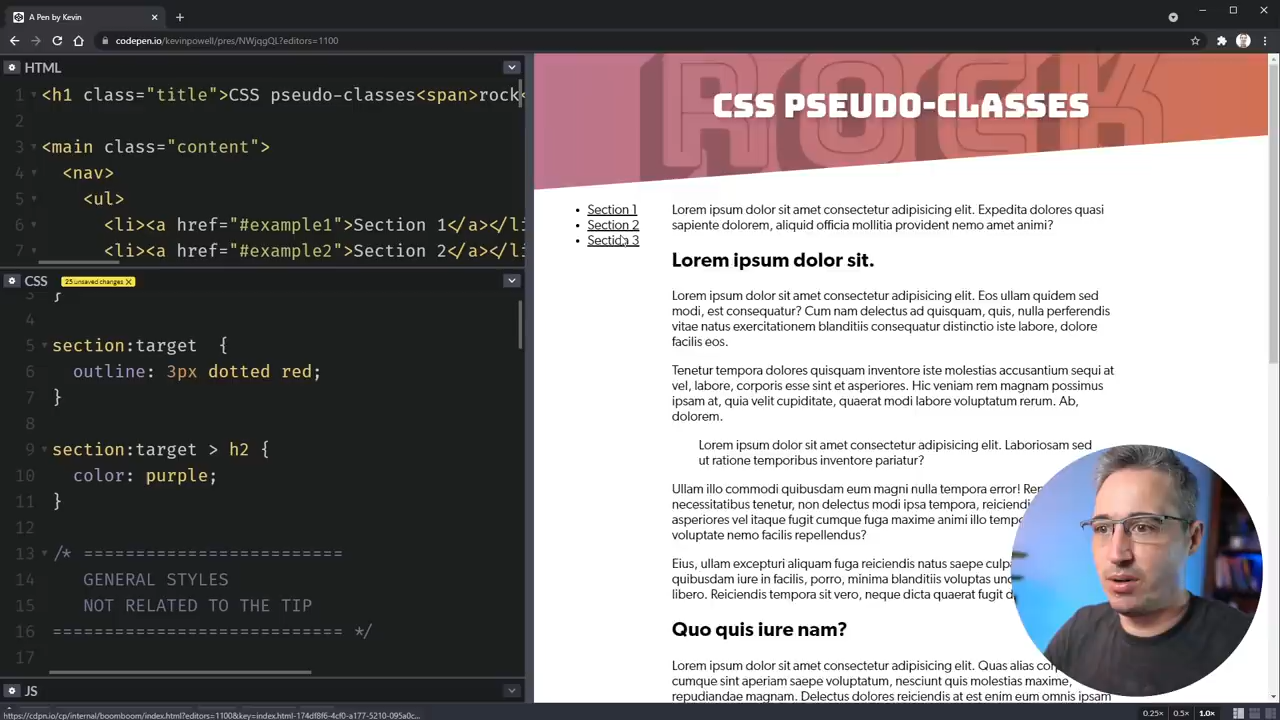 A Pen by Kevin
codepen.io/kevinpowell/pres/NWjqgQL?editors=1100
HTML
1 <h1 class="title">CSS pseudo-classes<span>rock<
2
3 <main class="content">
4 <nav>
5 <ul>
6 <li><a href="#example1">Section 1</a></li
7 <li><a href="#example2">Section 2</a></li
CSS
25 unsaved changes X
3 }
4
5 section:target {
6 outline: 3px dotted red;
7 }
8
9 section:target > h2 {
10 color: purple;
11 }
12
13 /* =========================
14 GENERAL STYLES
15 NOT RELATED TO THE TIP
16 ========================= */
17
JS
ROCK
CSS PSEUDO-CLASSES
• Section 1
• Section 2
• Section 3
Lorem ipsum dolor sit amet consectetur adipisicing elit. Expedita dolores quasi
sapiente dolorem, aliquid officia mollitia provident nemo amet animi?
Lorem ipsum dolor sit.
Lorem ipsum dolor sit amet consectetur adipisicing elit. Eos ullam quidem sed
modi, est consequatur? Cum nam delectus ad quisquam, quis, nulla perferendis
vitae natus exercitationem blanditiis consequatur distinctio iste labore, dolore
facilis eos.
Tenetur tempora dolores quisquam inventore iste molestias accusantium sequi at
vel, labore, corporis esse sint et asperiores. Hic veniam rem magnam possimus
ipsam at, quia velit cupiditate, quaerat modi labore voluptatum rerum. Ab,
dolorem.
Lorem ipsum dolor sit amet consectetur adipisicing elit. Laboriosam sed
ut ratione temporibus inventore pariatur?
Ullam illo commodi quibusdam eum magni nulla tempora error!
necessitatibus tenetur, non delectus modi ipsa tempora,
asperiores vel itaque fugit cumque fuga maxime animi illo
voluptate nemo facilis repellendus?
Eius, ullam excepturi aliquam fuga reiciendis natus saepe
quibusdam iure in facilis, porro, minima blanditiis voluptas
libero. Reiciendis tempora sit vero, neque dicta quaerat fugit
Quo quis iure nam?
Lorem ipsum dolor sit amet consectetur adipisicing elit. Quas alias
cumque sint aperiam saepe voluptatum, nesciunt quis molestias maxime,
repudiandae magnam. Delectus dolores reiciendis at est enim eum omnis ipsam
0.25× 0.5× 1.0×